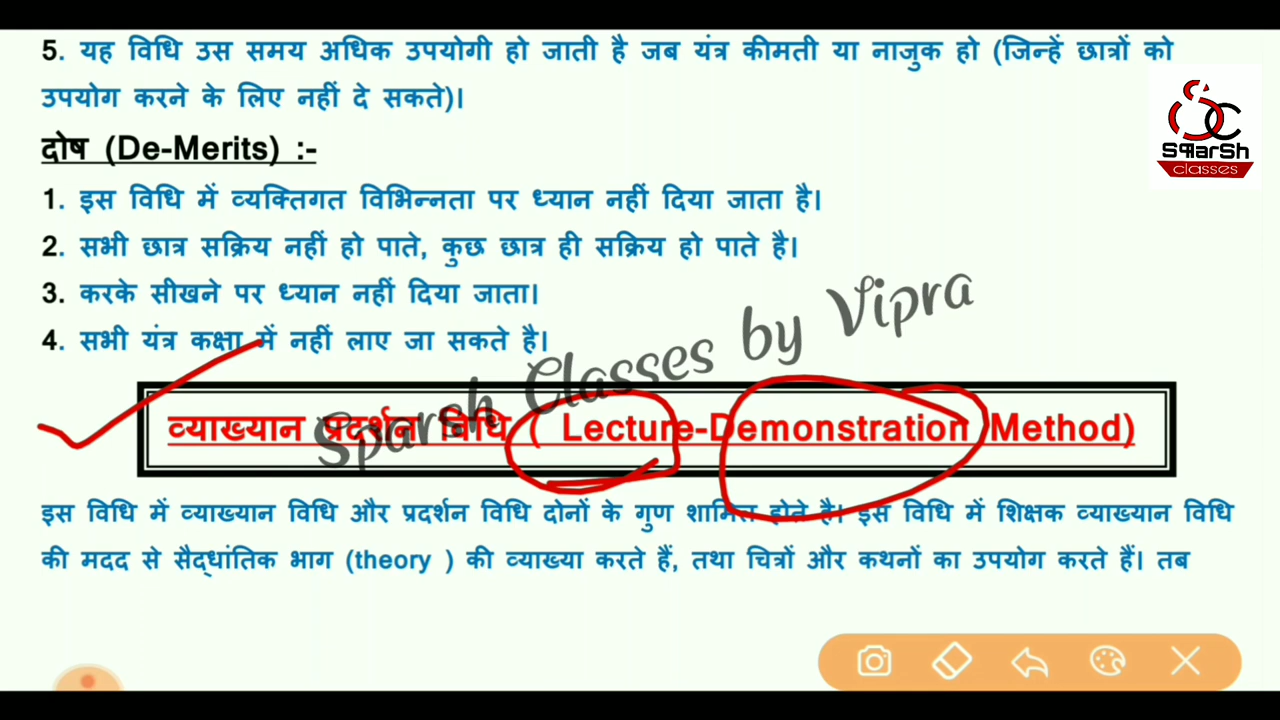 5. यह विधि उस समय अधिक उपयोगी हो जाती है जब यंत्र कीमती या नाजुक हो (जिन्हें छात्रों को
उपयोग करने के लिए नहीं दे सकते)।
SपarSh
classes
दोष (De-Merits) :-
1. इस विधि में व्यक्तिगत विभिन्नता पर ध्यान नहीं दिया जाता है।
2. सभी छात्र सक्रिय नहीं हो पाते, कुछ छात्र ही सक्रिय हो पाते है।
3. करके सीखने पर ध्यान नहीं दिया जाता।
4. सभी यंत्र कक्षा में नहीं लाए जा सकते है।
Sparsh Classes by Vipra
व्याख्यान प्रदर्शन विधि ( Lecture-Demonstration Method)
इस विधि में व्याख्यान विधि और प्रदर्शन विधि दोनों के गुण शामिल होते है। इस विधि में शिक्षक व्याख्यान विधि
की मदद से सैद्धांतिक भाग (theory ) की व्याख्या करते हैं, तथा चित्रों और कथनों का उपयोग करते हैं। तब